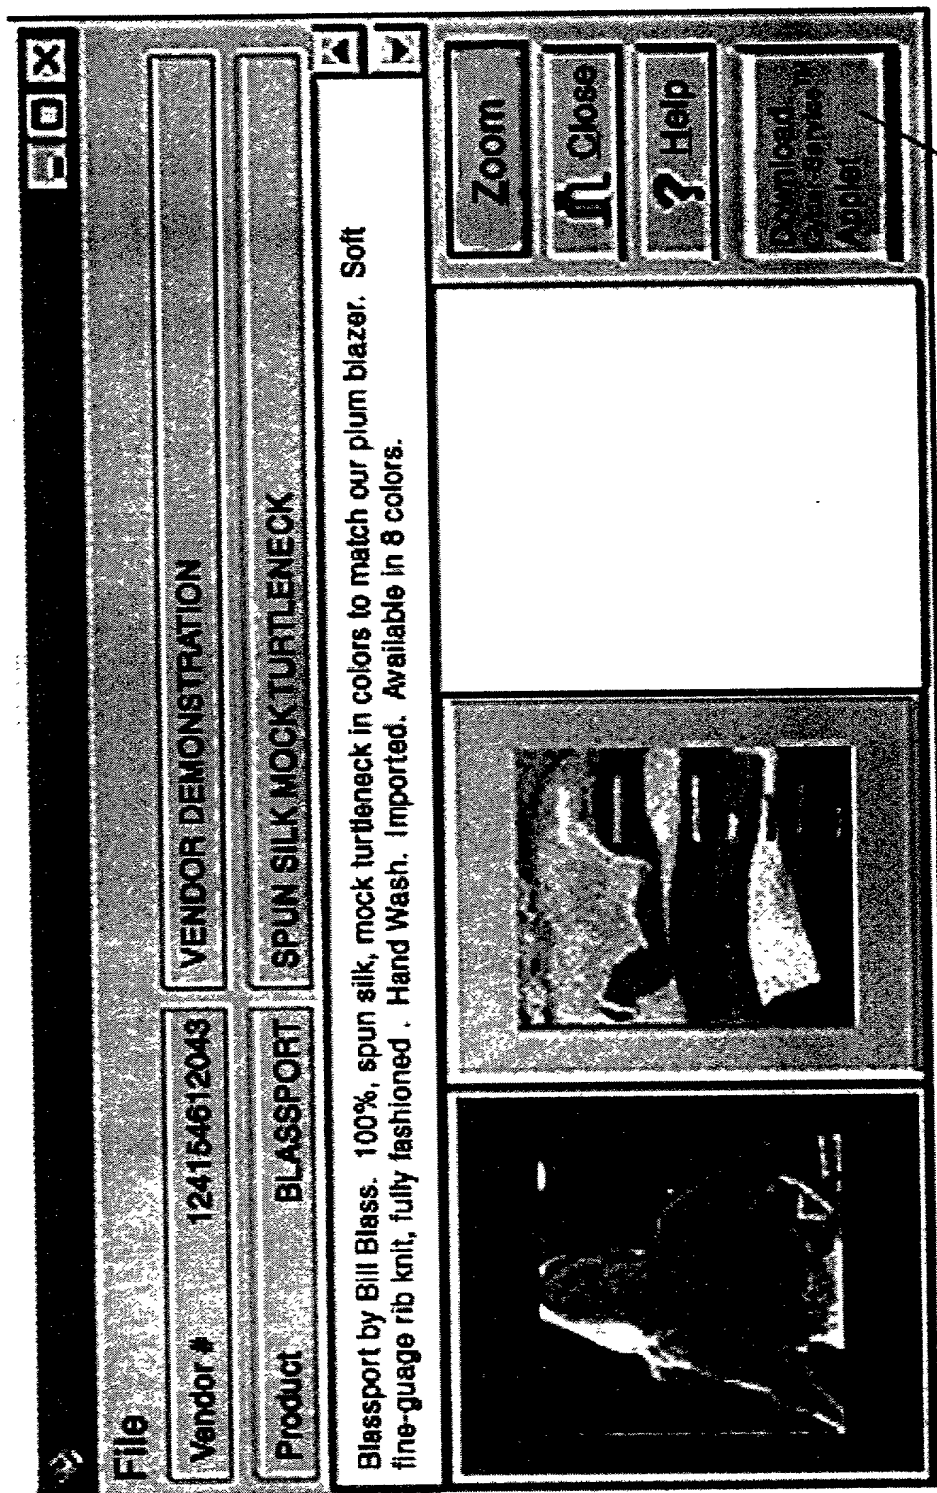 File
Vendor # 124154612043 VENDOR DEMONSTRATION
Product BLASSPORT SPUN SILK MOCK TURTLENECK
Blassport by Bill Blass. 100%, spun silk, mock turtleneck in colors to match our plum blazer. Soft
fine-guage rib knit, fully fashioned . Hand Wash. Imported. Available in 8 colors.
Zoom
Close
? Help
Download
Applet